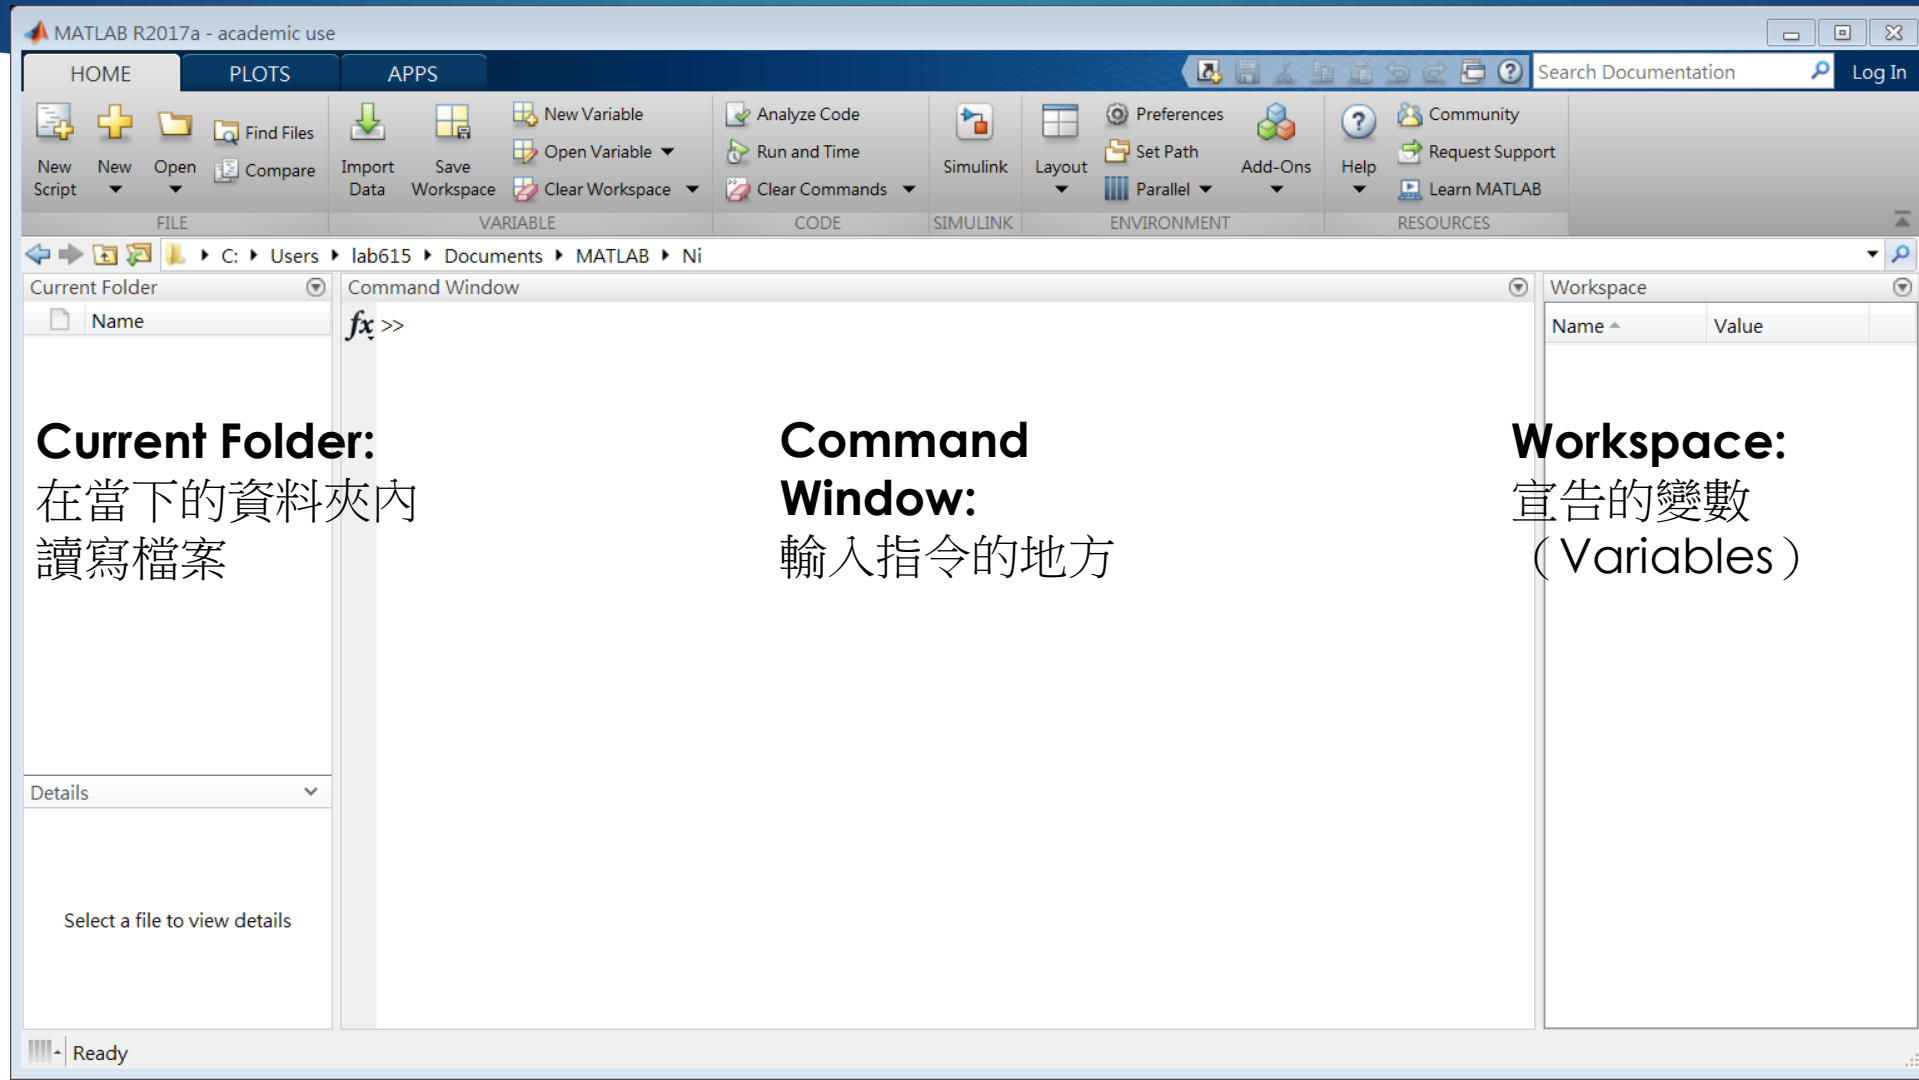 MATLAB R2017a - academic use
HOME PLOTS APPS Search Documentation Log In
New Script New Open Find Files Compare
Import Data Save Workspace New Variable Open Variable Clear Workspace
Analyze Code Run and Time Clear Commands
Simulink
Layout Preferences Set Path Parallel Add-Ons
Help Community Request Support Learn MATLAB
FILE VARIABLE CODE SIMULINK ENVIRONMENT RESOURCES
C: Users lab615 Documents MATLAB Ni
Current Folder
Name
Command Window
fx >>
Workspace
Name Value
Current Folder:
在當下的資料夾內
讀寫檔案
Command
Window:
輸入指令的地方
Workspace:
宣告的變數
（Variables）
Details
Select a file to view details
Ready